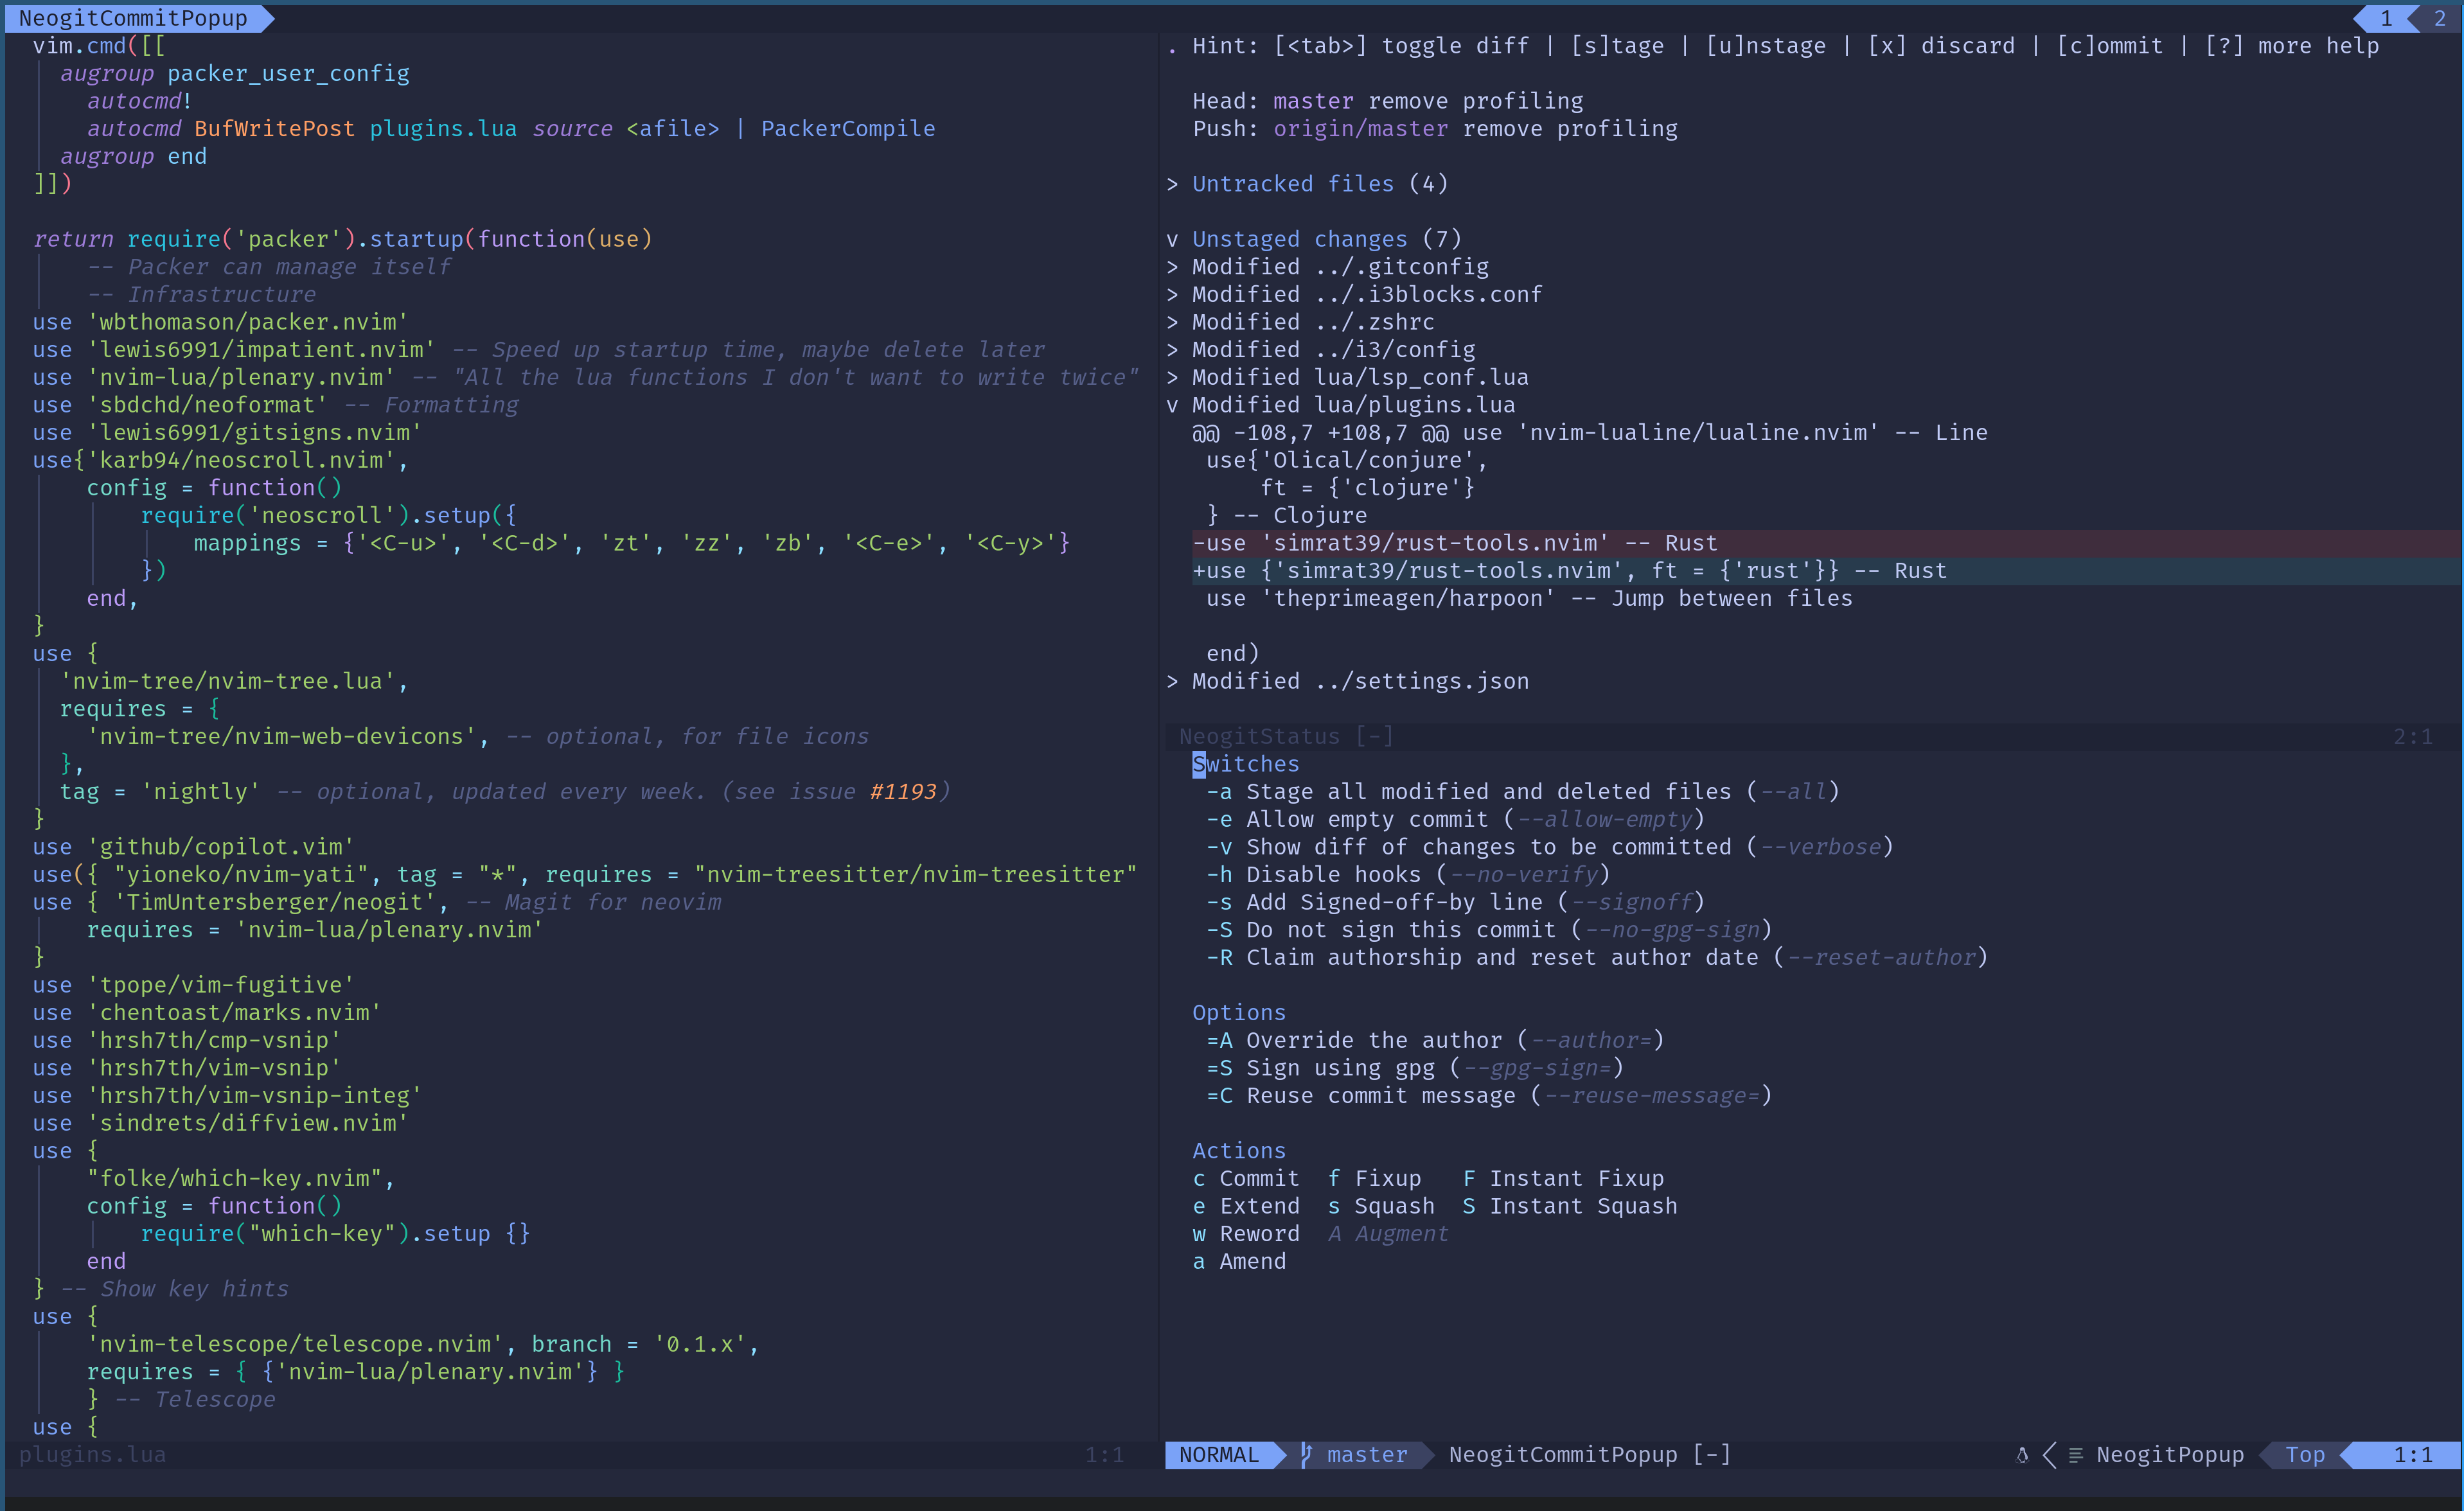 NeogitCommitPopup
1 2
vim.cmd([[
augroup packer_user_config
autocmd!
autocmd BufWritePost plugins.lua source <afile> | PackerCompile
augroup end
]])
return require('packer').startup(function(use)
-- Packer can manage itself
-- Infrastructure
use 'wbthomason/packer.nvim'
use 'lewis6991/impatient.nvim' -- Speed up startup time, maybe delete later
use 'nvim-lua/plenary.nvim' -- "All the lua functions I don't want to write twice"
use 'sbdchd/neoformat' -- Formatting
use 'lewis6991/gitsigns.nvim'
use{'karb94/neoscroll.nvim',
config = function()
require('neoscroll').setup({
mappings = {'<C-u>', '<C-d>', 'zt', 'zz', 'zb', '<C-e>', '<C-y>'}
})
end,
}
use {
'nvim-tree/nvim-tree.lua',
requires = {
'nvim-tree/nvim-web-devicons', -- optional, for file icons
},
tag = 'nightly' -- optional, updated every week. (see issue #1193)
}
use 'github/copilot.vim'
use({ "yioneko/nvim-yati", tag = "*", requires = "nvim-treesitter/nvim-treesitter"
use { 'TimUntersberger/neogit', -- Magit for neovim
requires = 'nvim-lua/plenary.nvim'
}
use 'tpope/vim-fugitive'
use 'chentoast/marks.nvim'
use 'hrsh7th/cmp-vsnip'
use 'hrsh7th/vim-vsnip'
use 'hrsh7th/vim-vsnip-integ'
use 'sindrets/diffview.nvim'
use {
"folke/which-key.nvim",
config = function()
require("which-key").setup {}
end
} -- Show key hints
use {
'nvim-telescope/telescope.nvim', branch = '0.1.x',
requires = { {'nvim-lua/plenary.nvim'} }
} -- Telescope
use {
plugins.lua 1:1
. Hint: [<tab>] toggle diff | [s]tage | [u]nstage | [x] discard | [c]ommit | [?] more help
Head: master remove profiling
Push: origin/master remove profiling
> Untracked files (4)
v Unstaged changes (7)
> Modified ../.gitconfig
> Modified ../.i3blocks.conf
> Modified ../.zshrc
> Modified ../i3/config
> Modified lua/lsp_conf.lua
v Modified lua/plugins.lua
@@ -108,7 +108,7 @@ use 'nvim-lualine/lualine.nvim' -- Line
use{'Olical/conjure',
ft = {'clojure'}
} -- Clojure
-use 'simrat39/rust-tools.nvim' -- Rust
+use {'simrat39/rust-tools.nvim', ft = {'rust'}} -- Rust
use 'theprimeagen/harpoon' -- Jump between files
end)
> Modified ../settings.json
NeogitStatus [-] 2:1
Switches
-a Stage all modified and deleted files (--all)
-e Allow empty commit (--allow-empty)
-v Show diff of changes to be committed (--verbose)
-h Disable hooks (--no-verify)
-s Add Signed-off-by line (--signoff)
-S Do not sign this commit (--no-gpg-sign)
-R Claim authorship and reset author date (--reset-author)
Options
=A Override the author (--author=)
=S Sign using gpg (--gpg-sign=)
=C Reuse commit message (--reuse-message=)
Actions
c Commit f Fixup F Instant Fixup
e Extend s Squash S Instant Squash
w Reword A Augment
a Amend
NORMAL master NeogitCommitPopup [-] NeogitPopup Top 1:1